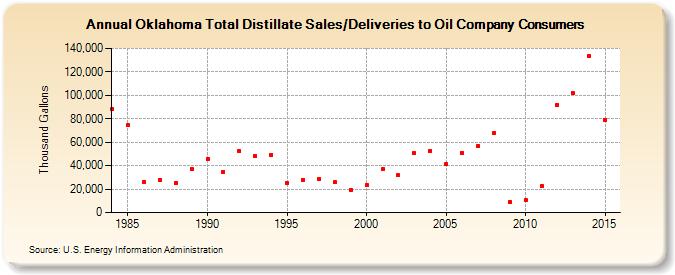 Annual Oklahoma Total Distillate Sales/Deliveries to Oil Company Consumers
Thousand Gallons
140,000
120,000
100,000
80,000
60,000
40,000
20,000
0
1985 1990 1995 2000 2005 2010 2015
Source: U.S. Energy Information Administration